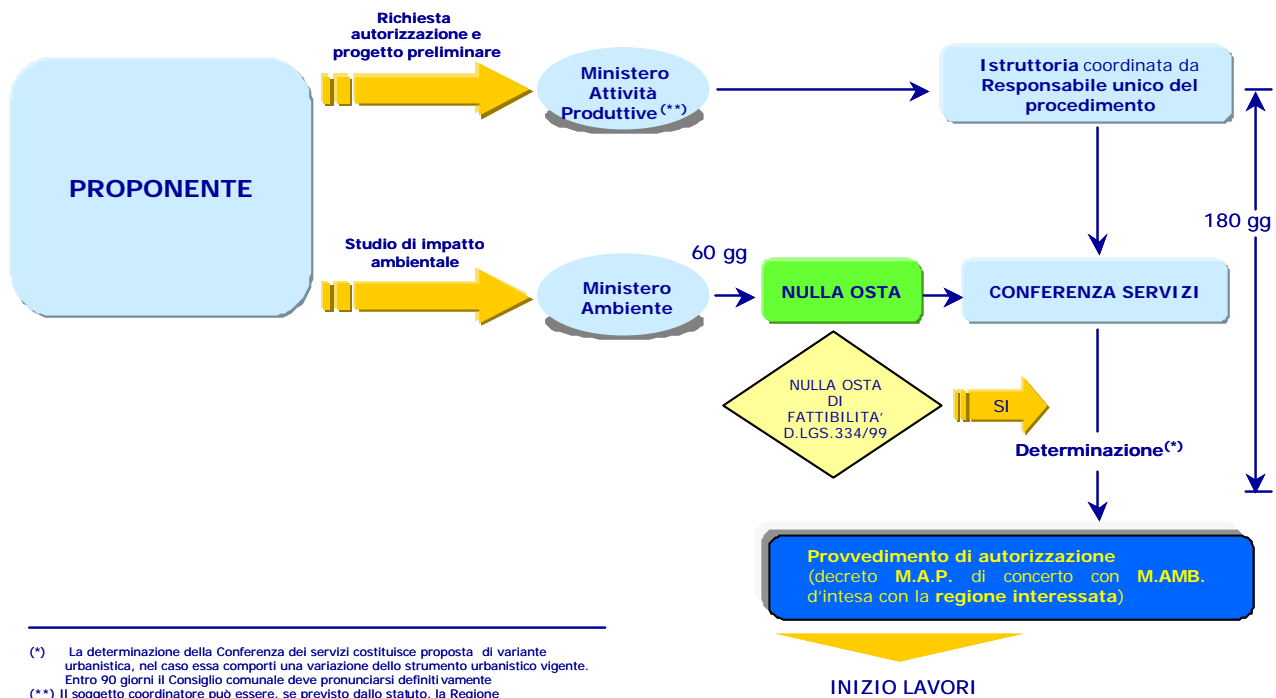 Richiesta
autorizzazione e
progetto preliminare
Ministero
Attività
Produttive(**)
Istruttoria coordinata da
Responsabile unico del
procedimento
PROPONENTE
180 gg
Studio di impatto
ambientale
60 gg
Ministero
Ambiente
NULLA OSTA
CONFERENZA SERVIZI
NULLA OSTA
DI
FATTIBILITA'
D.LGS.334/99
SI
Determinazione(*)
Provvedimento di autorizzazione
(decreto M.A.P. di concerto con M.AMB.
d'intesa con la regione interessata)
(*) La determinazione della Conferenza dei servizi costituisce proposta di variante
urbanistica, nel caso essa comporti una variazione dello strumento urbanistico vigente.
Entro 90 giorni il Consiglio comunale deve pronunciarsi definitivamente
(**) Il soggetto coordinatore può essere, se previsto dallo statuto, la Regione
INIZIO LAVORI